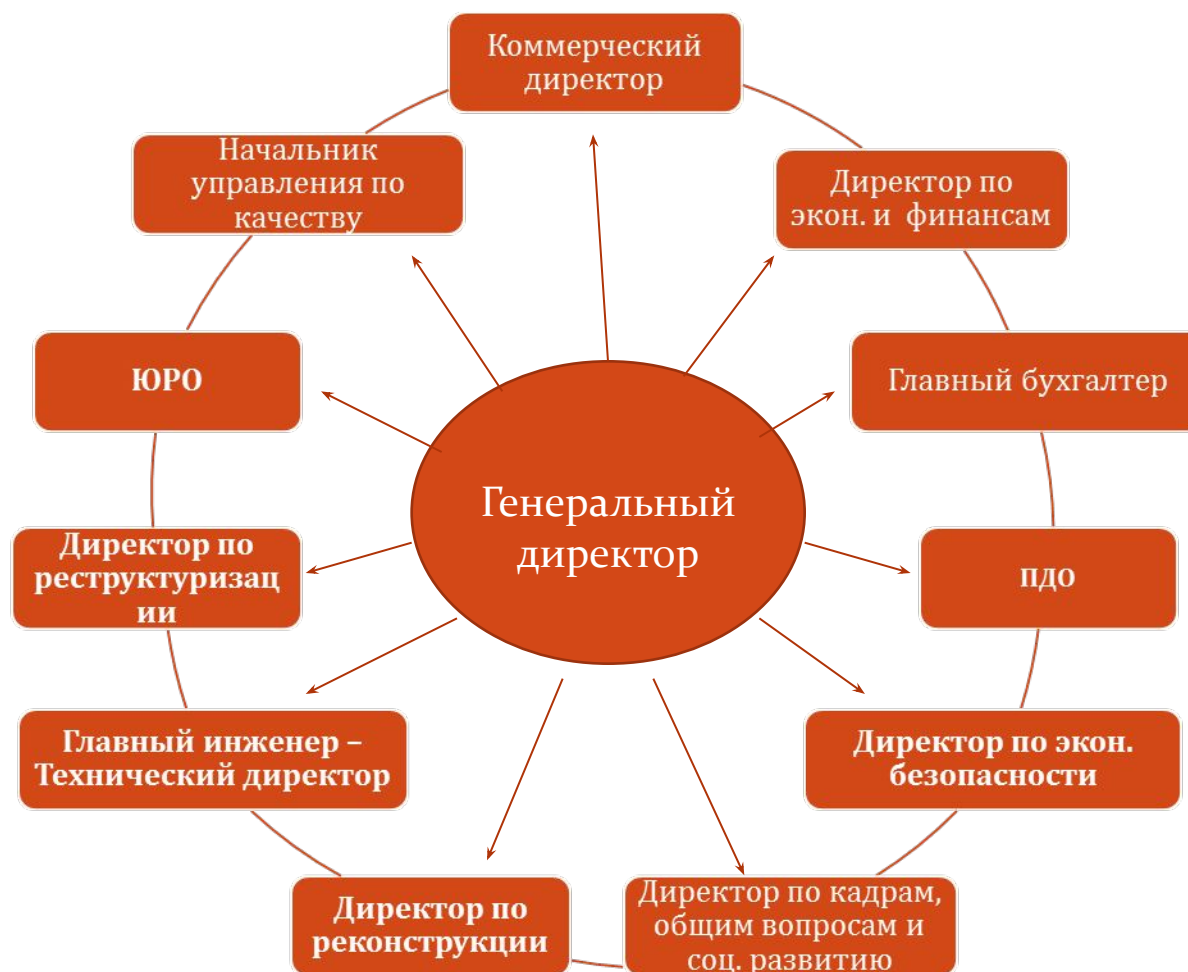 Коммерческий
директор
Начальник
управления по
качеству
Директор по
экон. и финансам
ЮРО
Главный бухгалтер
Генеральный
директор
Директор по
реструктуризац
ии
ПДО
Главный инженер –
Технический директор
Директор по экон.
безопасности
Директор по
реконструкции
Директор по кадрам,
общим вопросам и
соц. развитию